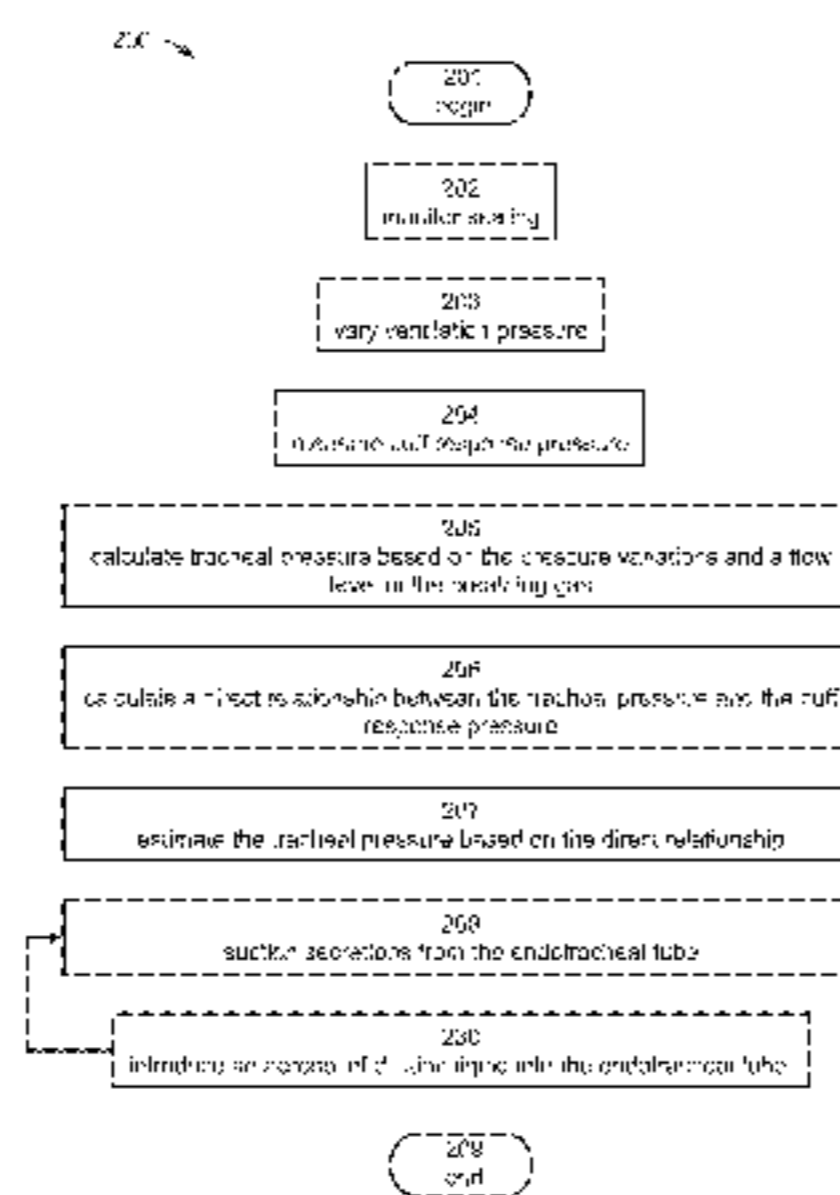 200
201
begin
202
monitor sealing
203
vary ventilation pressure
204
measure cuff response pressure
205
calculate tracheal pressure based on the pressure variations and a flow
level of the breathing gas
206
calculate a direct relationship between the tracheal pressure and the cuff
response pressure
207
estimate the tracheal pressure based on the direct relationship
suction secretions from the endotracheal tube
230
introduce an aerosol of liquid into the endotracheal tube
end